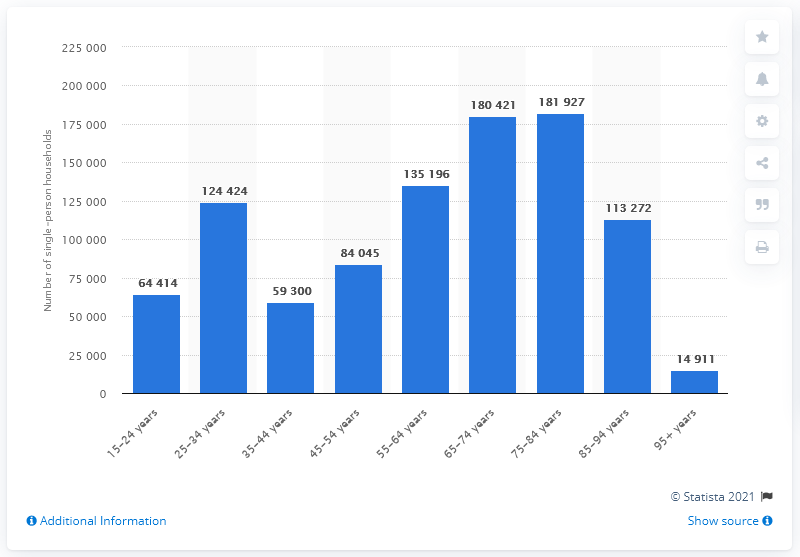 Number of single-person households
225 000
200 000
175 000
150 000
125 000
100 000
75 000
50 000
25 000
0
64 414
124 424
59 300
84 045
135 196
180 421
181 927
113 272
14 911
15-24 years
25-34 years
35-44 years
45-54 years
55-64 years
65-74 years
75-84 years
85-94 years
95+ years
© Statista 2021
Additional Information
Show source